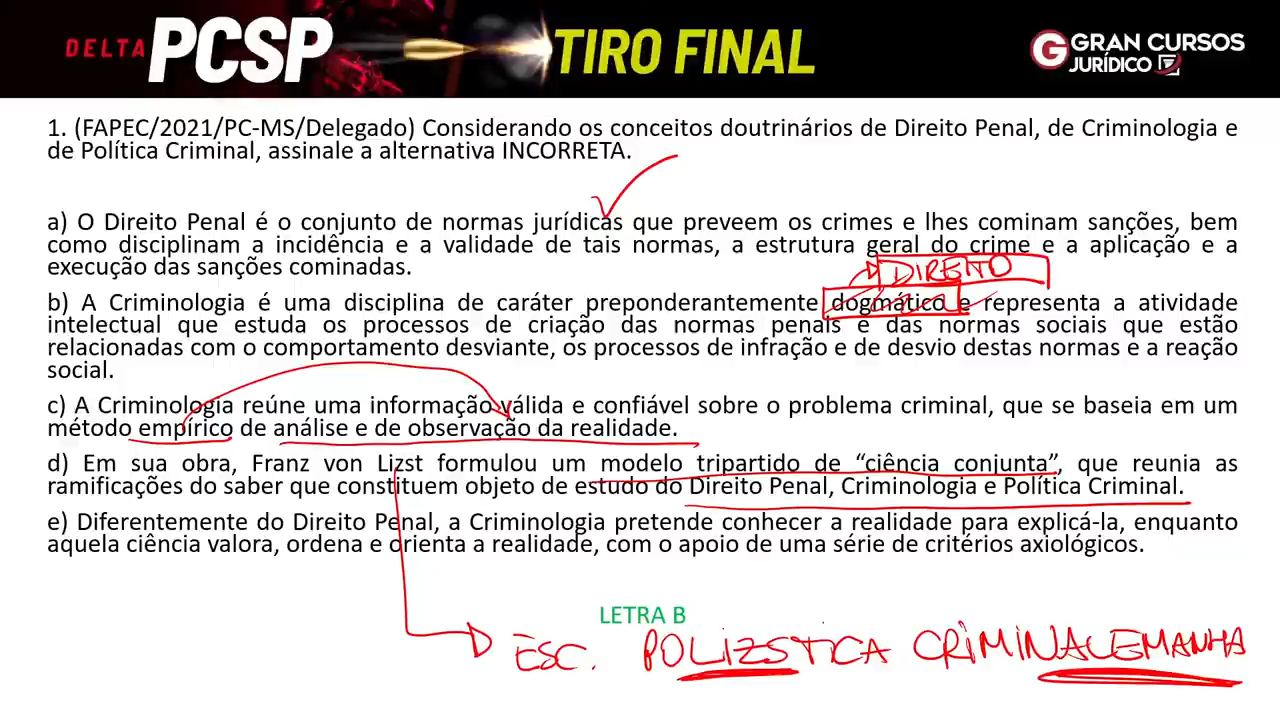 DELTA PCSP TIRO FINAL GRAN CURSOS JURÍDICO
1. (FAPEC/2021/PC-MS/Delegado) Considerando os conceitos doutrinários de Direito Penal, de Criminologia e
de Política Criminal, assinale a alternativa INCORRETA.
a) O Direito Penal é o conjunto de normas jurídicas que preveem os crimes e lhes cominam sanções, bem
como disciplinam a incidência e a validade de tais normas, a estrutura geral do crime e a aplicação e a
execução das sanções cominadas.
DIREITO
b) A Criminologia é uma disciplina de caráter preponderantemente dogmático e representa a atividade
intelectual que estuda os processos de criação das normas penais e das normas sociais que estão
relacionadas com o comportamento desviante, os processos de infração e de desvio destas normas e a reação
social.
c) A Criminologia reúne uma informação válida e confiável sobre o problema criminal, que se baseia em um
método empírico de análise e de observação da realidade.
d) Em sua obra, Franz von Lizst formulou um modelo tripartido de “ciência conjunta”, que reunia as
ramificações do saber que constituem objeto de estudo do Direito Penal, Criminologia e Política Criminal.
e) Diferentemente do Direito Penal, a Criminologia pretende conhecer a realidade para explicá-la, enquanto
aquela ciência valora, ordena e orienta a realidade, com o apoio de uma série de critérios axiológicos.
LETRA B
ESC. POLIZSTICA CRIMINALEMANHA